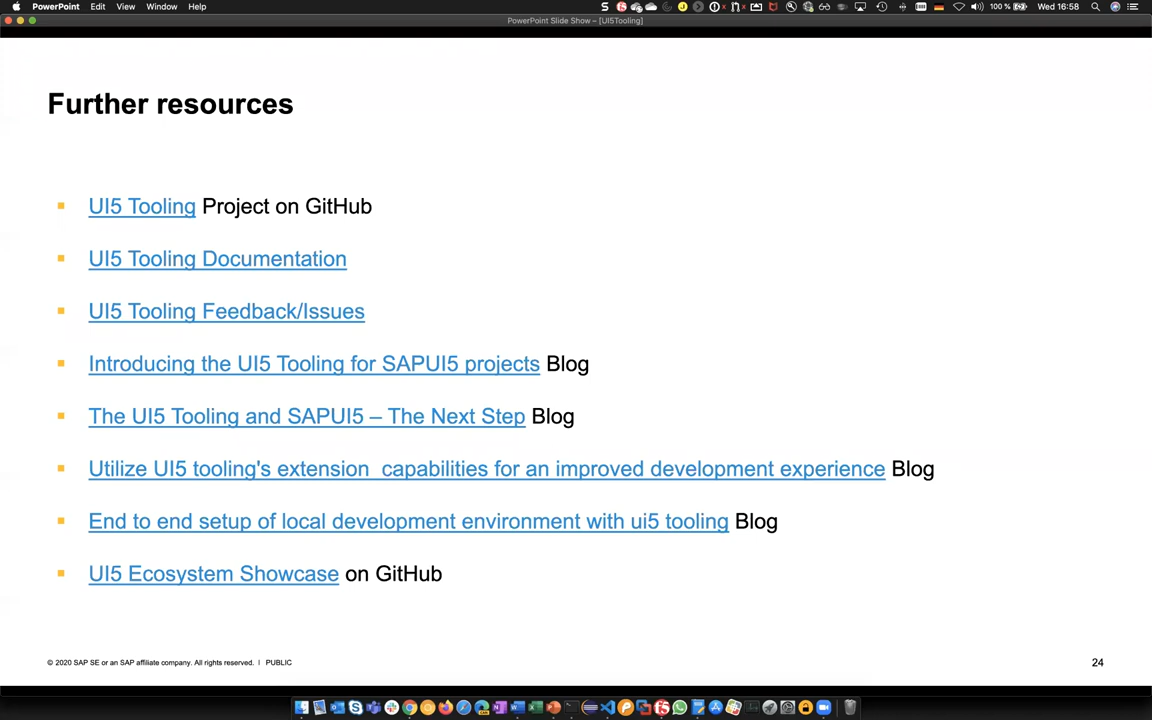 PowerPoint Edit View Window Help
100 % Wed 16:58
PowerPoint Slide Show – [UI5Tooling]
Further resources
UI5 Tooling Project on GitHub
UI5 Tooling Documentation
UI5 Tooling Feedback/Issues
Introducing the UI5 Tooling for SAPUI5 projects Blog
The UI5 Tooling and SAPUI5 – The Next Step Blog
Utilize UI5 tooling's extension  capabilities for an improved development experience Blog
End to end setup of local development environment with ui5 tooling Blog
UI5 Ecosystem Showcase on GitHub
© 2020 SAP SE or an SAP affiliate company. All rights reserved. | PUBLIC
24